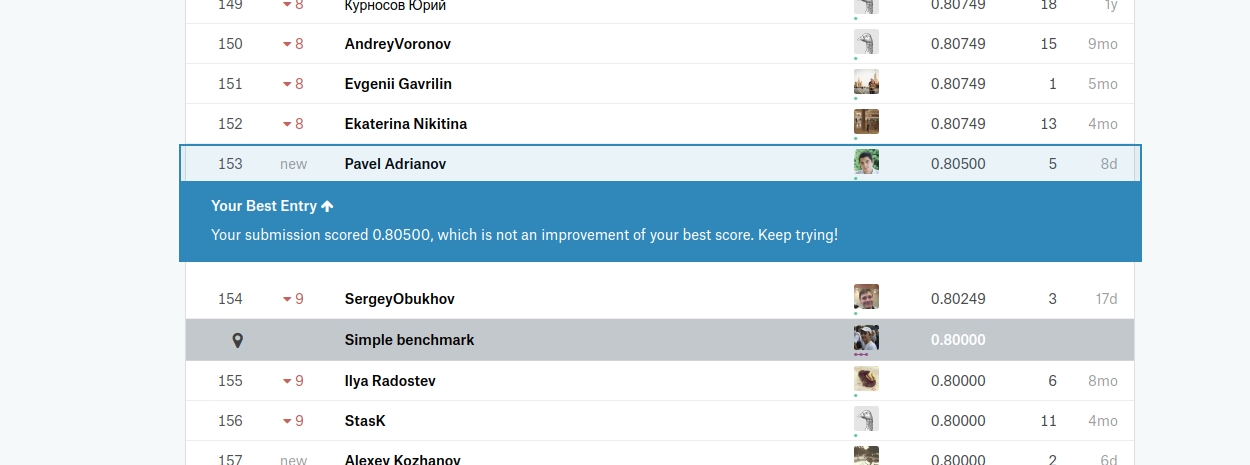 149 8 Курносов Юрий 0.80749 18 1y
150 8 AndreyVoronov 0.80749 15 9mo
151 8 Evgenii Gavrilin 0.80749 1 5mo
152 8 Ekaterina Nikitina 0.80749 13 4mo
153 new Pavel Adrianov 0.80500 5 8d
Your Best Entry
Your submission scored 0.80500, which is not an improvement of your best score. Keep trying!
154 9 SergeyObukhov 0.80249 3 17d
Simple benchmark 0.80000
155 9 Ilya Radostev 0.80000 6 8mo
156 9 StasK 0.80000 11 4mo
157 new Alexey Kozhanov 0.80000 2 6d